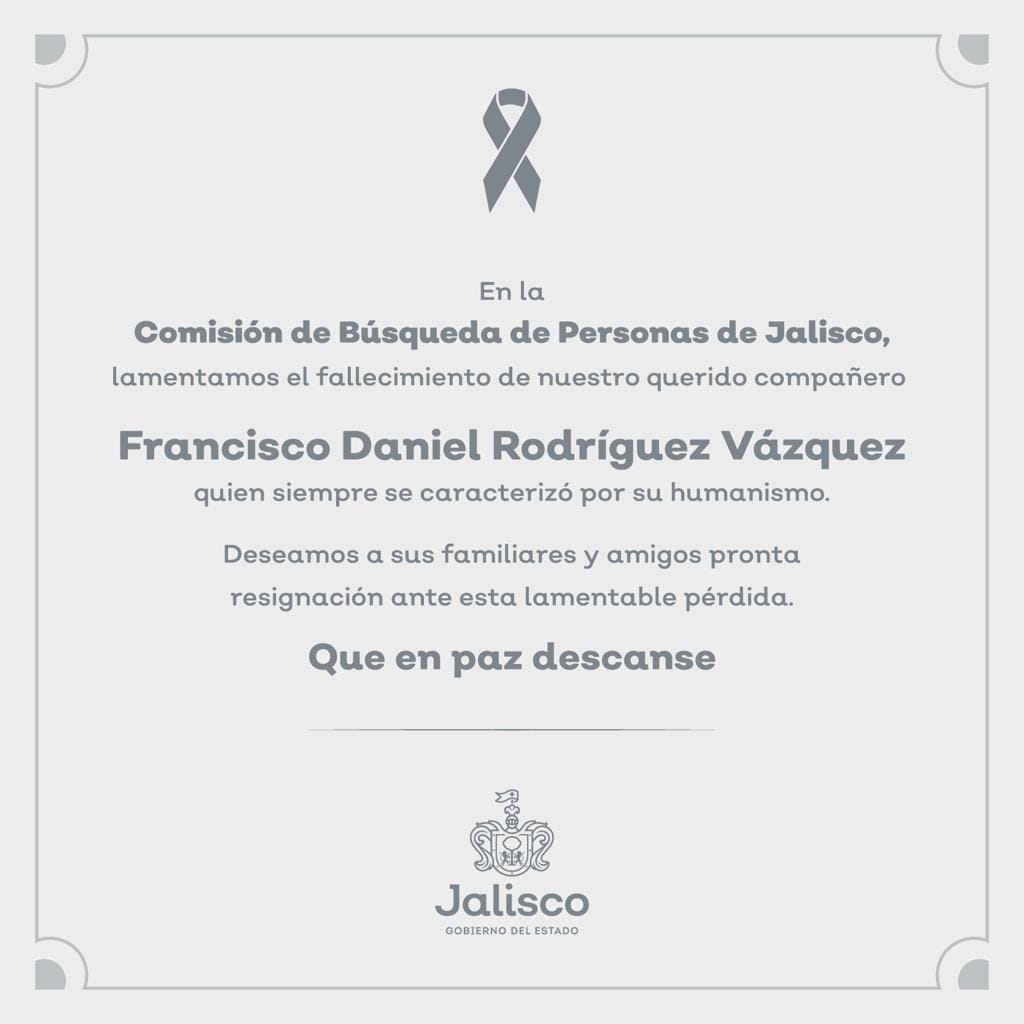 En la
Comisión de Búsqueda de Personas de Jalisco,
lamentamos el fallecimiento de nuestro querido compañero
Francisco Daniel Rodríguez Vázquez
quien siempre se caracterizó por su humanismo.
Deseamos a sus familiares y amigos pronta
resignación ante esta lamentable pérdida.
Que en paz descanse
Jalisco
GOBIERNO DEL ESTADO